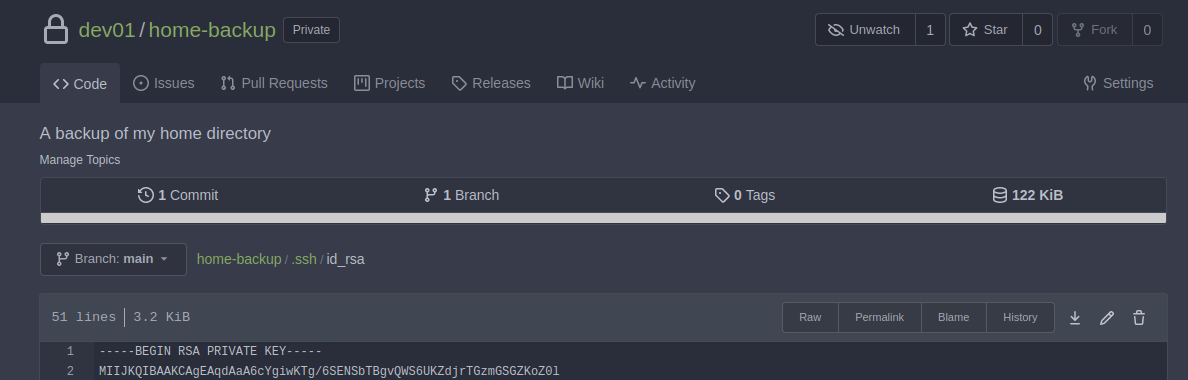 dev01 / home-backup Private Unwatch 1 Star 0 Fork 0
Code Issues Pull Requests Projects Releases Wiki Activity Settings
A backup of my home directory
Manage Topics
1 Commit 1 Branch 0 Tags 122 KiB
Branch: main home-backup / .ssh / id_rsa
51 lines 3.2 KiB Raw Permalink Blame History
1 -----BEGIN RSA PRIVATE KEY-----
2 MIIJKQIBAAKCAgEAqdAaA6cYgiwKTg/6SENSbTBgvQWS6UKZdjrTGzmGSGZKoZ0l